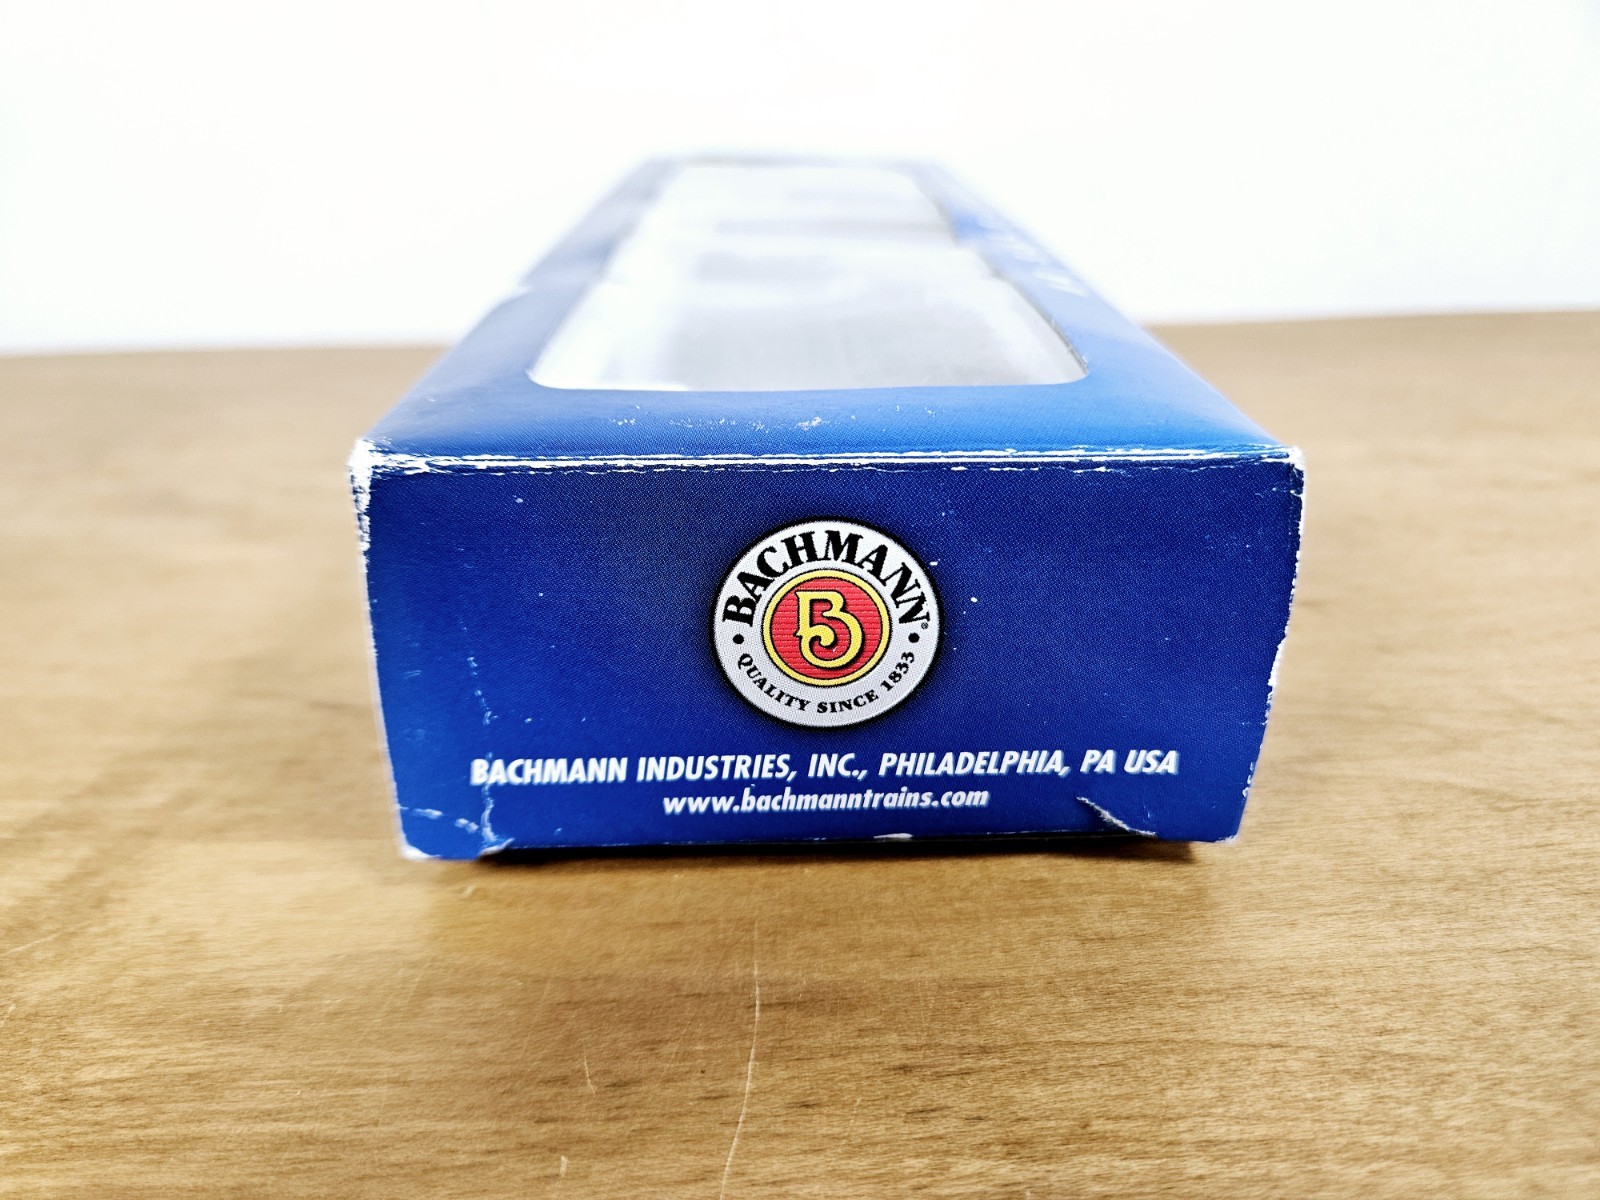 BACHMANN®
B
• QUALITY SINCE 1833 •
BACHMANN INDUSTRIES, INC., PHILADELPHIA, PA USA
www.bachmanntrains.com